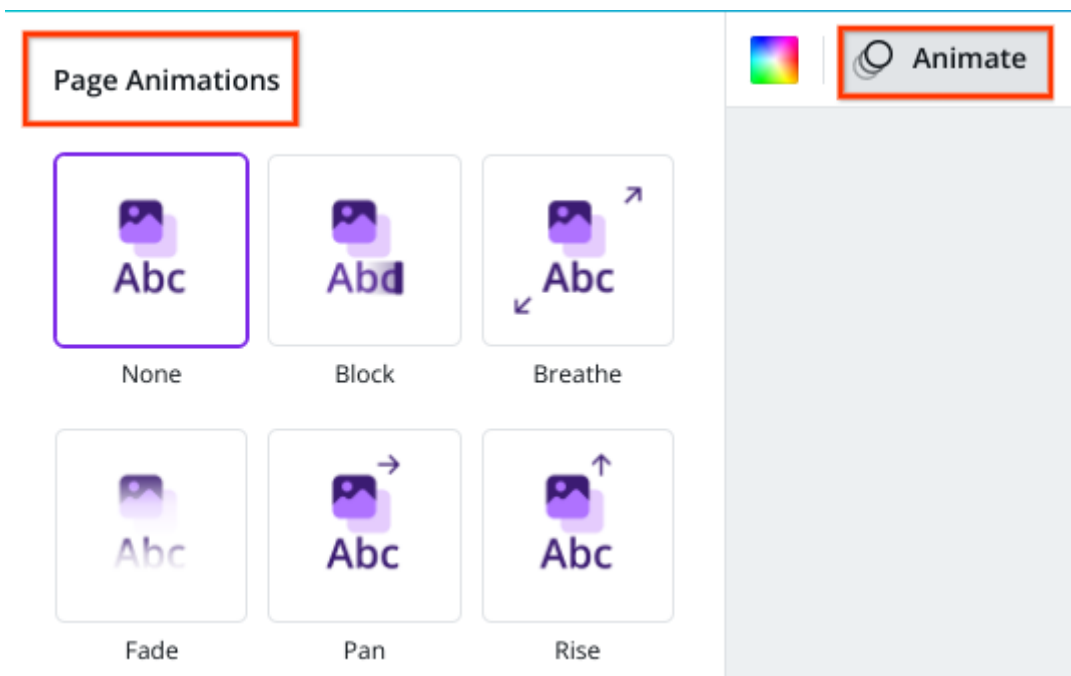 Page Animations
Animate
Abc
Abc
Abc
None
Block
Breathe
Abc
Abc
Abc
Fade
Pan
Rise